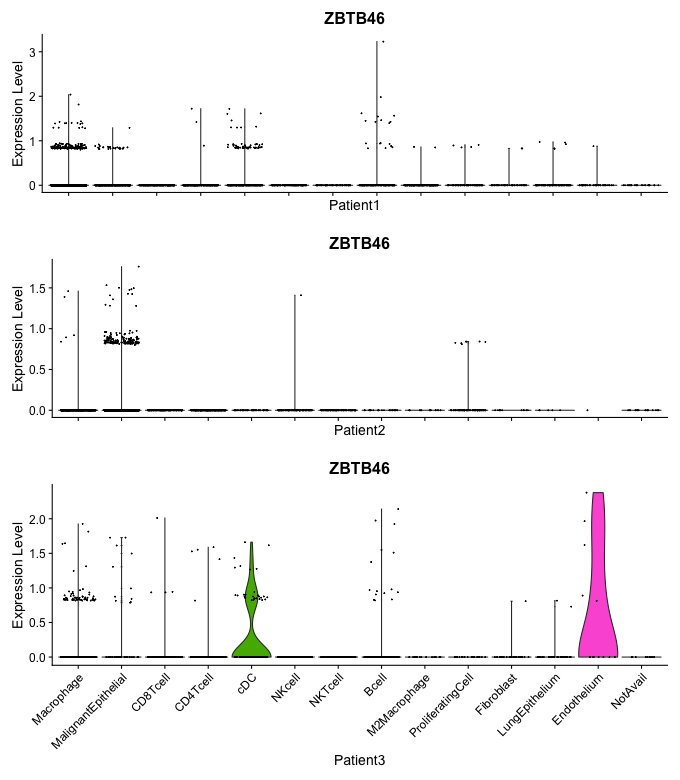 ZBTB46
Expression Level
3
2
1
0
Patient1
ZBTB46
Expression Level
1.5
1.0
0.5
0.0
Patient2
ZBTB46
Expression Level
2.0
1.5
1.0
0.5
0.0
Macrophage
MalignantEpithelial
CD8Tcell
CD4Tcell
cDC
NKcell
NKTcell
Bcell
M2Macrophage
ProliferatingCell
Fibroblast
LungEpithelium
Endothelium
NotAvail
Patient3